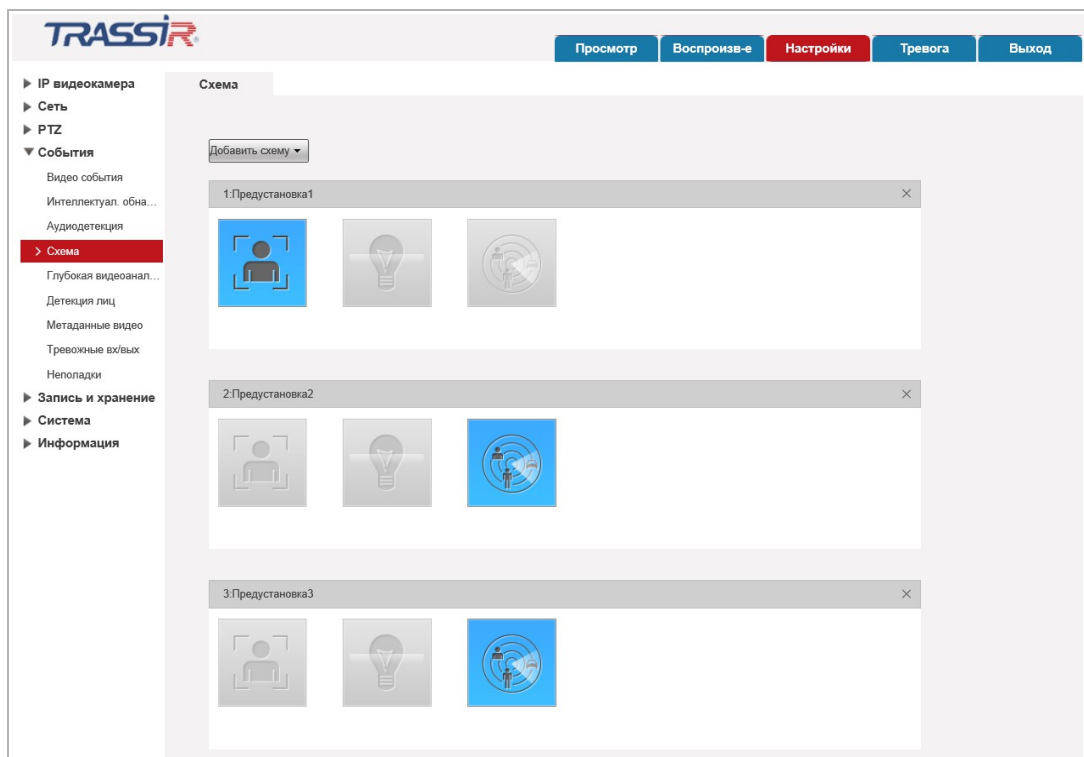 TRASSIR
Просмотр Воспроизв-е Настройки Тревога Выход
IP видеокамера
Сеть
PTZ
События
Видео события
Интеллектуал. обна...
Аудиодетекция
Схема
Глубокая видеоанал...
Детекция лиц
Метаданные видео
Тревожные вх/вых
Неполадки
Запись и хранение
Система
Информация
Схема
Добавить схему
1:Предустановка1
2:Предустановка2
3:Предустановка3